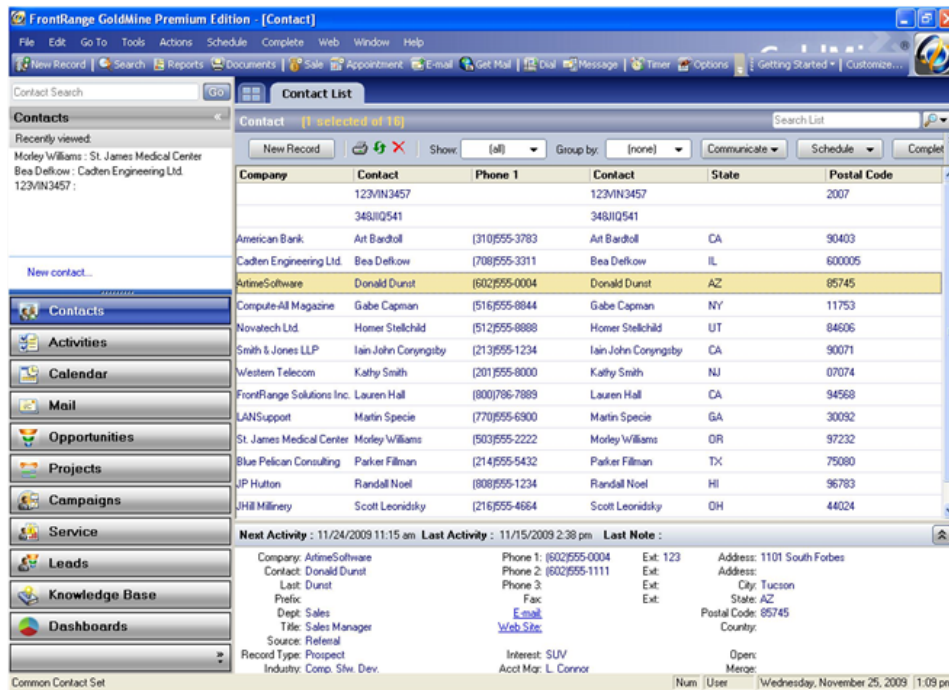 FrontRange GoldMine Premium Edition - [Contact]
File Edit Go To Tools Actions Schedule Complete Web Window Help
New Record Search Reports Documents Sale Appointment E-mail Get Mail Dial Message Timer Options Getting Started Customize...
Contact Search Go Contact List
Contacts
Contact [1 selected of 16] Search List
Recently viewed:
Morley Williams : St. James Medical Center
Bea Defkow : Cadten Engineering Ltd.
123VIN3457 :
New contact...
New Record Show: (all) Group by: (none) Communicate Schedule Complet
Company Contact Phone 1 Contact State Postal Code
123VIN3457 123VIN3457 2007
348JIQ541 348JIQ541
American Bank Art Bardtoll (310)555-3783 Art Bardtoll CA 90403
Cadten Engineering Ltd. Bea Defkow (708)555-3311 Bea Defkow IL 600005
ArtimeSoftware Donald Dunst (602)555-0004 Donald Dunst AZ 85745
Compute-All Magazine Gabe Capman (516)555-8844 Gabe Capman NY 11753
Novatech Ltd. Homer Stellchild (512)555-8888 Homer Stellchild UT 84606
Smith & Jones LLP Iain John Conyngsby (213)555-1234 Iain John Conyngsby CA 90071
Western Telecom Kathy Smith (201)555-8000 Kathy Smith NJ 07074
FrontRange Solutions Inc. Lauren Hall (800)786-7889 Lauren Hall CA 94568
LANSupport Martin Specie (770)555-6900 Martin Specie GA 30092
St. James Medical Center Morley Williams (503)555-2222 Morley Williams OR 97232
Blue Pelican Consulting Parker Fillman (214)555-5432 Parker Fillman TX 75080
JP Hutton Randall Noel (808)555-1234 Randall Noel HI 96783
JHill Millinery Scott Leonidsky (216)555-4664 Scott Leonidsky OH 44024
Contacts
Activities
Calendar
Mail
Opportunities
Projects
Campaigns
Service
Leads
Knowledge Base
Dashboards
Next Activity : 11/24/2009 11:15 am Last Activity : 11/15/2009 2:38 pm Last Note :
Company: ArtimeSoftware Phone 1: (602)555-0004 Ext: 123 Address: 1101 South Forbes
Contact: Donald Dunst Phone 2: (602)555-1111 Ext: Address:
Last: Dunst Phone 3: Ext: City: Tucson
Prefix: Fax: Ext: State: AZ
Dept: Sales E-mail: Postal Code: 85745
Title: Sales Manager Web Site: Country:
Source: Referral
Record Type: Prospect Interest: SUV Open:
Industry: Comp. Sfw. Dev. Acct Mgr: L. Connor Merge:
Common Contact Set Num User Wednesday, November 25, 2009 1:09 pm